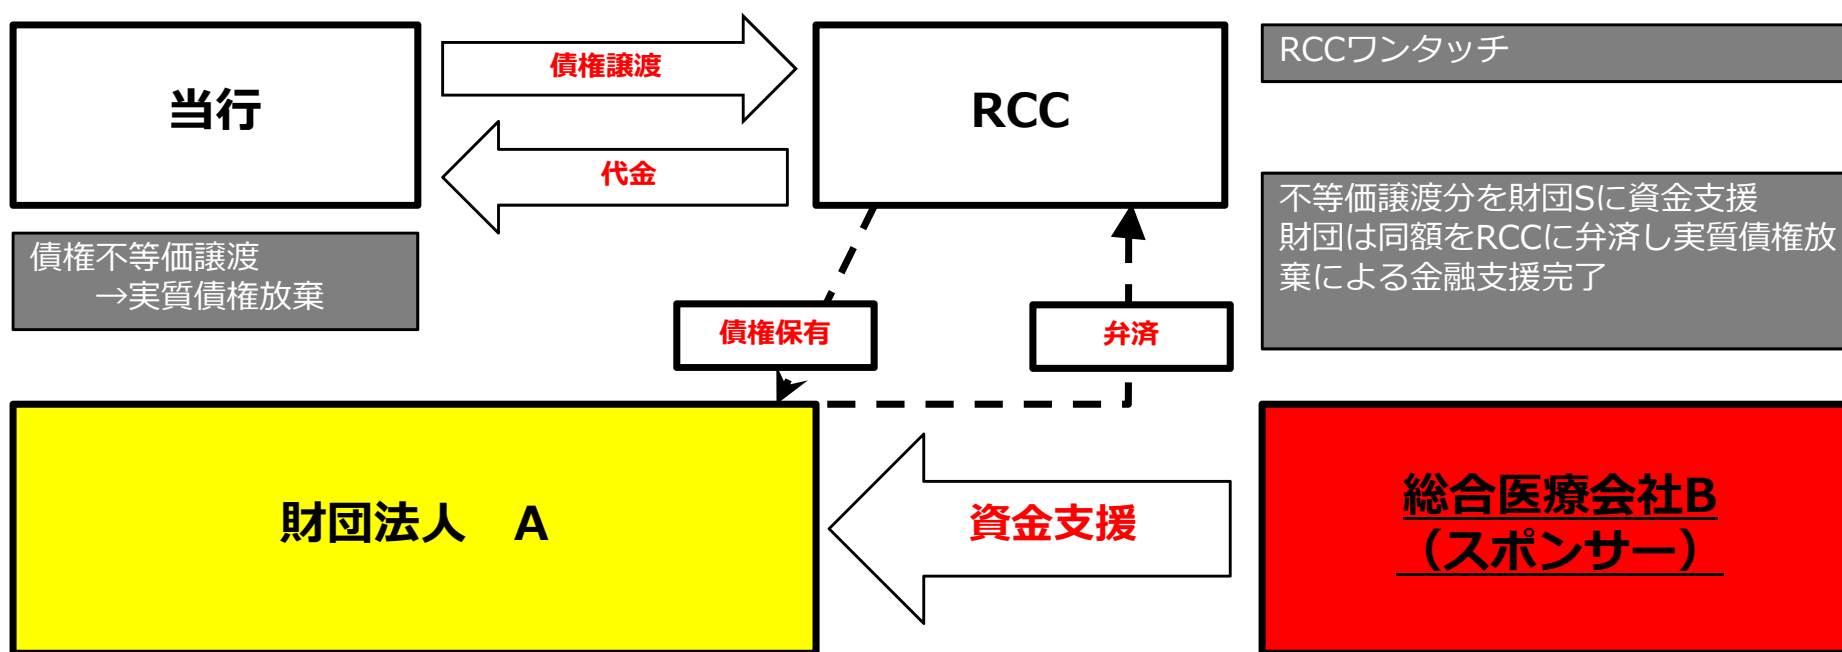 当行
債権譲渡
RCC
RCCワンタッチ
代金
債権不等価譲渡
→実質債権放棄
不等価譲渡分を財団Sに資金支援
財団は同額をRCCに弁済し実質債権放
棄による金融支援完了
債権保有
弁済
財団法人　A
資金支援
総合医療会社B
（スポンサー）